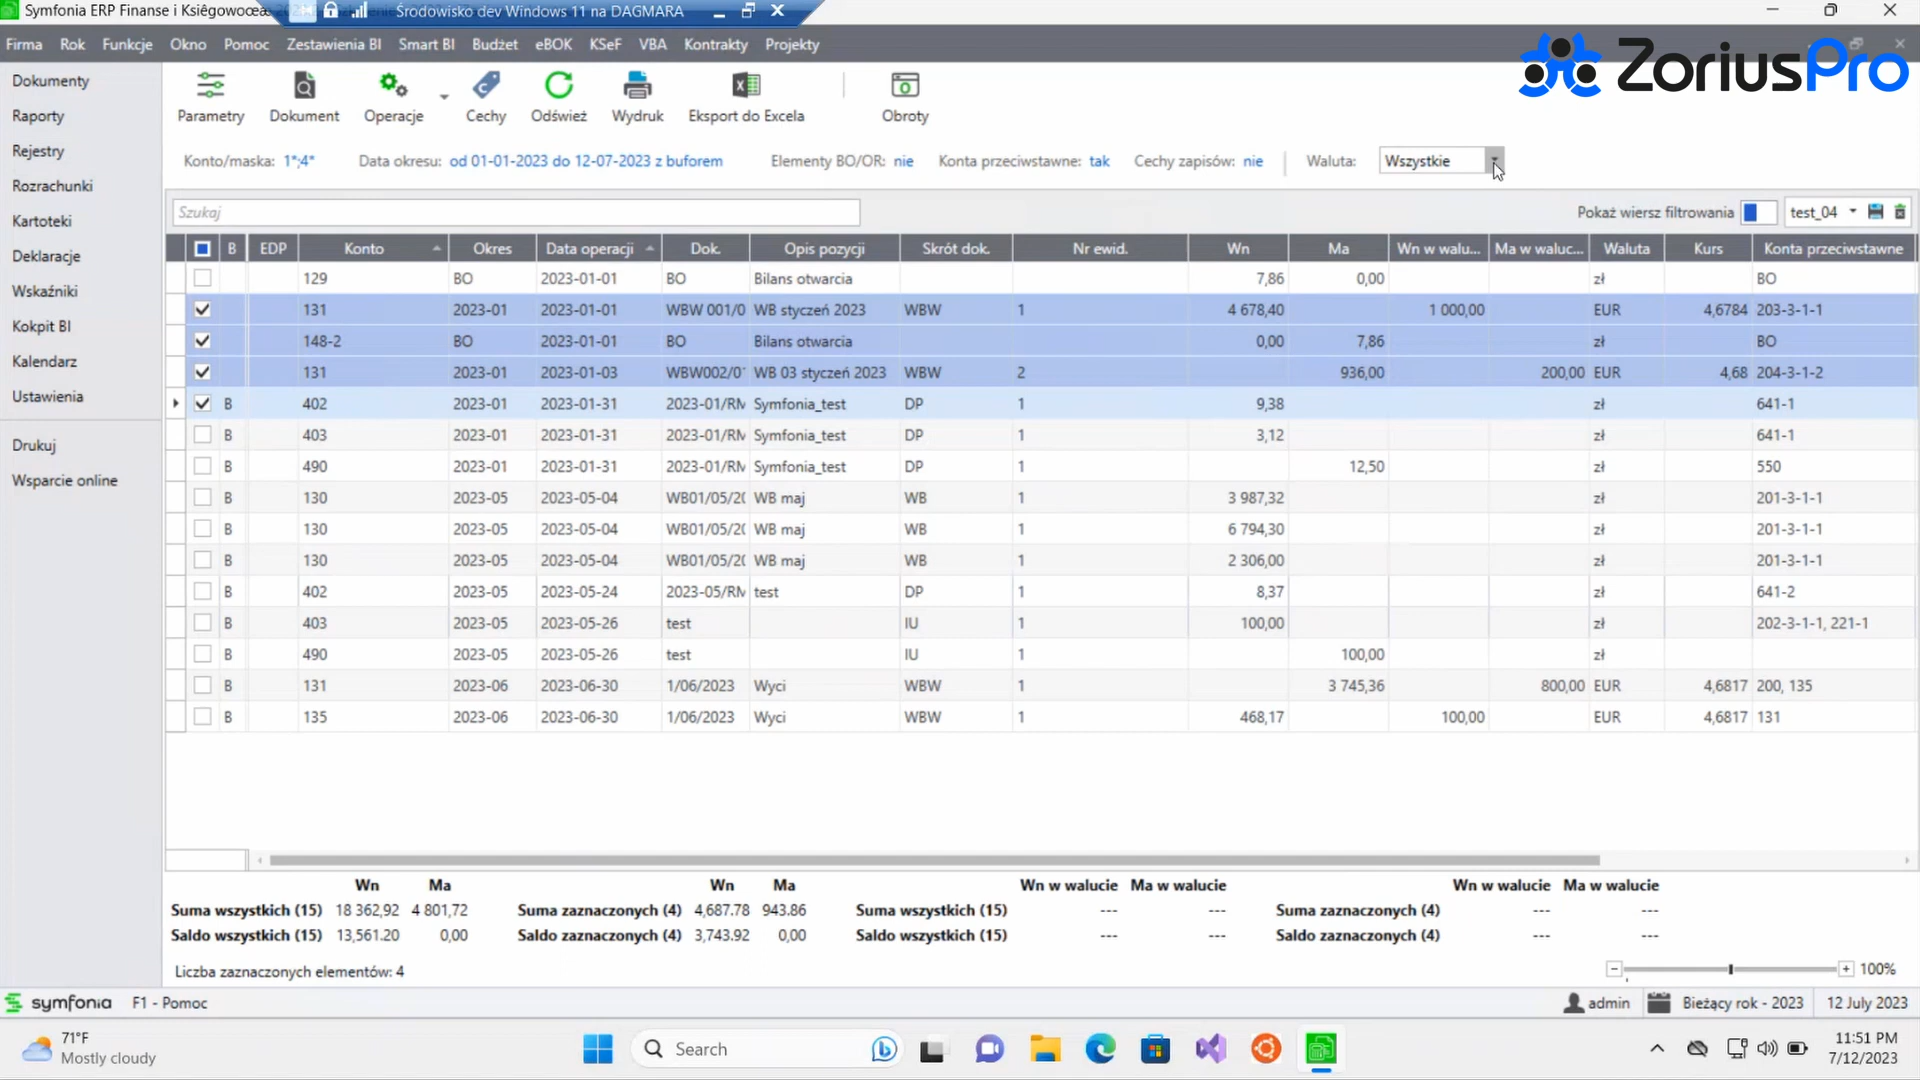 Symfonia ERP Finanse i Ksiêgowoœæ
Środowisko dev Windows 11 na DAGMARA
Firma Rok Funkcje Okno Pomoc Zestawienia BI Smart BI Budżet eBOK KSeF VBA Kontrakty Projekty
ZoriusPro
Dokumenty
Raporty
Rejestry
Rozrachunki
Kartoteki
Deklaracje
Wskaźniki
Kokpit BI
Kalendarz
Ustawienia
Drukuj
Wsparcie online
Parametry Dokument Operacje Cechy Odśwież Wydruk Eksport do Excela Obroty
Konto/maska: 1*;4* Data okresu: od 01-01-2023 do 12-07-2023 z buforem Elementy BO/OR: nie Konta przeciwstawne: tak Cechy zapisów: nie Waluta: Wszystkie
Szukaj Pokaż wiersz filtrowania test_04
B EDP Konto Okres Data operacji Dok. Opis pozycji Skrót dok. Nr ewid. Wn Ma Wn w walu... Ma w waluc... Waluta Kurs Konta przeciwstawne
129 BO 2023-01-01 BO Bilans otwarcia 7,86 0,00 zł BO
131 2023-01 2023-01-01 WBW 001/0 WB styczeń 2023 WBW 1 4 678,40 1 000,00 EUR 4,6784 203-3-1-1
148-2 BO 2023-01-01 BO Bilans otwarcia 0,00 7,86 zł BO
131 2023-01 2023-01-03 WBW002/0 WB 03 styczeń 2023 WBW 2 936,00 200,00 EUR 4,68 204-3-1-2
B 402 2023-01 2023-01-31 2023-01/RM Symfonia_test DP 1 9,38 zł 641-1
B 403 2023-01 2023-01-31 2023-01/RM Symfonia_test DP 1 3,12 zł 641-1
B 490 2023-01 2023-01-31 2023-01/RM Symfonia_test DP 1 12,50 zł 550
B 130 2023-05 2023-05-04 WB01/05/20 WB maj WB 1 3 987,32 zł 201-3-1-1
B 130 2023-05 2023-05-04 WB01/05/20 WB maj WB 1 6 794,30 zł 201-3-1-1
B 130 2023-05 2023-05-04 WB01/05/20 WB maj WB 1 2 306,00 zł 201-3-1-1
B 402 2023-05 2023-05-24 2023-05/RM test DP 1 8,37 zł 641-2
B 403 2023-05 2023-05-26 test IU 1 100,00 zł 202-3-1-1, 221-1
B 490 2023-05 2023-05-26 test IU 1 100,00 zł
B 131 2023-06 2023-06-30 1/06/2023 Wyci WBW 1 3 745,36 800,00 EUR 4,6817 200, 135
B 135 2023-06 2023-06-30 1/06/2023 Wyci WBW 1 468,17 100,00 EUR 4,6817 131
Wn Ma Wn Ma Wn w walucie Ma w walucie Wn w walucie Ma w walucie
Suma wszystkich (15) 18 362,92 4 801,72 Suma zaznaczonych (4) 4,687.78 943.86 Suma wszystkich (15) --- --- Suma zaznaczonych (4) --- ---
Saldo wszystkich (15) 13,561.20 0,00 Saldo zaznaczonych (4) 3,743.92 0,00 Saldo wszystkich (15) --- --- Saldo zaznaczonych (4) --- ---
Liczba zaznaczonych elementów: 4 100%
symfonia F1 - Pomoc admin Bieżący rok - 2023 12 July 2023
71°F
Mostly cloudy
Search
11:51 PM
7/12/2023